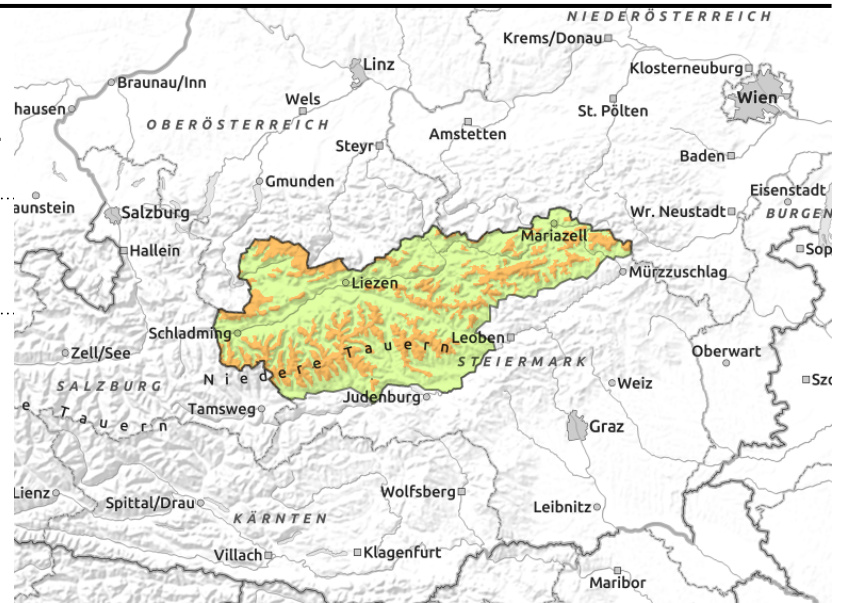 NIEDERÖSTERREICH
Krems/Donau
Linz
Klosterneuburg
Braunau/Inn
Wien
Wels
hausen
St. Pölten
OBERÖSTERREICH
Amstetten
Steyr
Baden
Gmunden
Eisenstadt
aunstein
Salzburg
Wr. Neustadt
BURGEN
Mariazell
Hallein
Sop
Mürzzuschlag
Liezen
Schladming
Leoben
Zell/See
Oberwart
STEIERMARK
Niedere Tauern
SALZBURG
Weiz
Szo
Judenburg
Tamsweg
e Tauern
Graz
Lienz
Wolfsberg
Spittal/Drau
Leibnitz
KÄRNTEN
Villach
Klagenfurt
Maribor